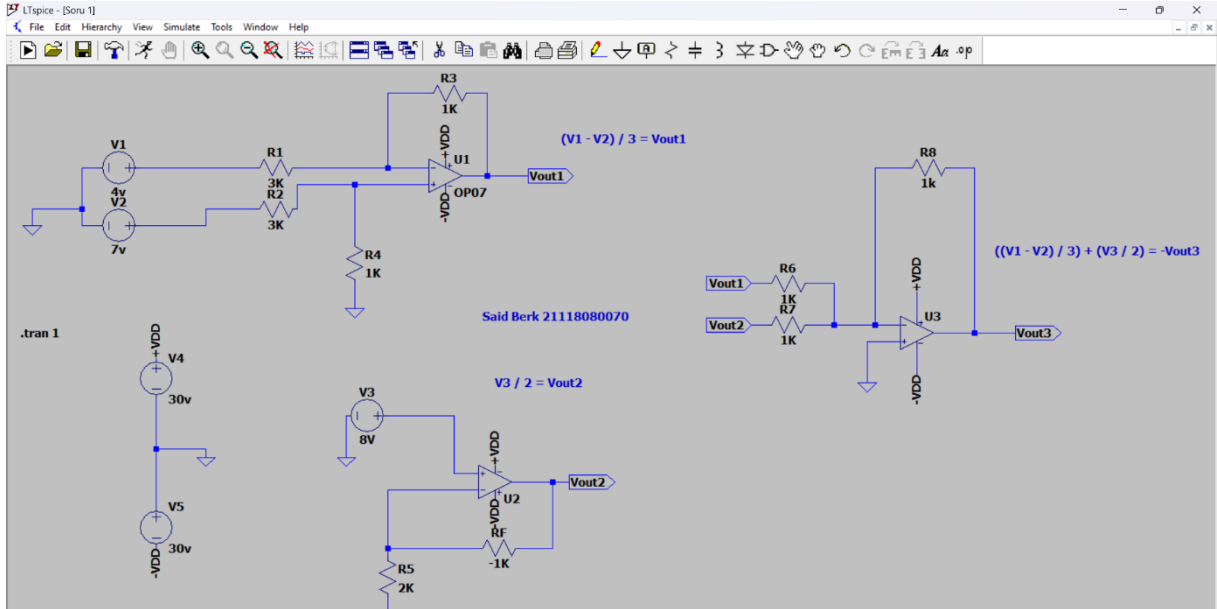 LTspice - [Soru 1]
File Edit Hierarchy View Simulate Tools Window Help
R3
1K
(V1 - V2) / 3 = Vout1
V1
4v
R1
3K
+VDD
U1
OP07
-VDD
Vout1
V2
7v
R2
3K
R4
1K
R8
1k
((V1 - V2) / 3) + (V3 / 2) = -Vout3
Vout1
R6
1K
Vout2
R7
1K
+VDD
U3
-VDD
Vout3
Said Berk 21118080070
.tran 1
+VDD
V4
30v
V5
30v
-VDD
V3 / 2 = Vout2
V3
8V
+VDD
U2
-VDD
Vout2
RF
-1K
R5
2K